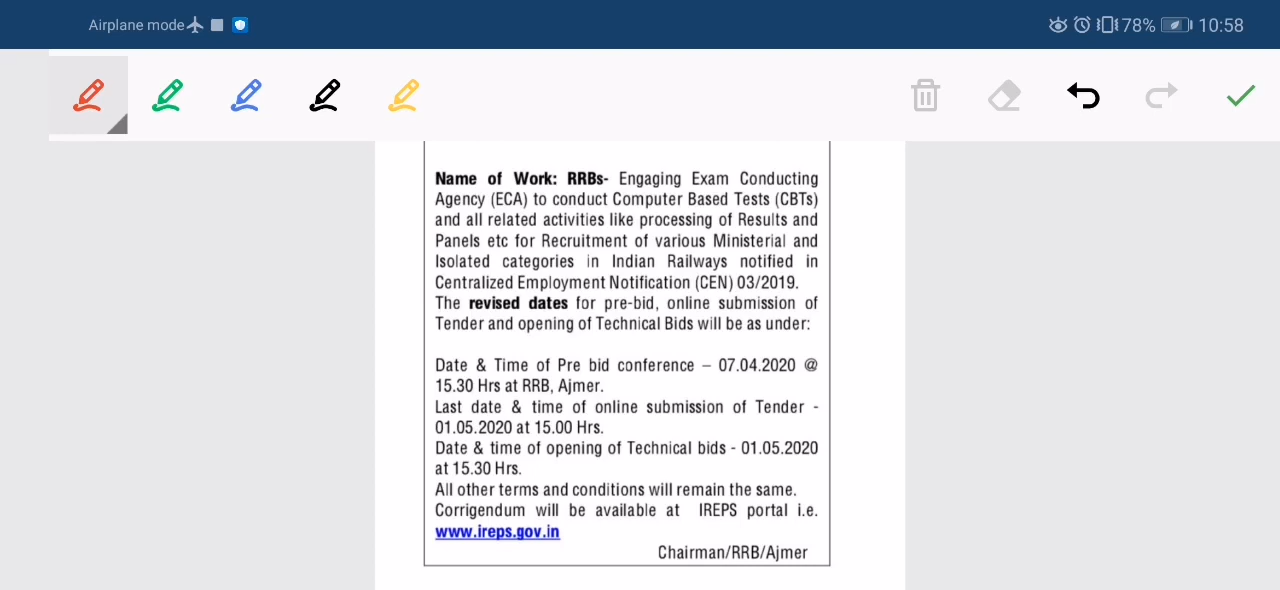 Airplane mode 78% 10:58
Name of Work: RRBs- Engaging Exam Conducting
Agency (ECA) to conduct Computer Based Tests (CBTs)
and all related activities like processing of Results and
Panels etc for Recruitment of various Ministerial and
Isolated categories in Indian Railways notified in
Centralized Employment Notification (CEN) 03/2019.
The revised dates for pre-bid, online submission of
Tender and opening of Technical Bids will be as under:
Date & Time of Pre bid conference – 07.04.2020 @
15.30 Hrs at RRB, Ajmer.
Last date & time of online submission of Tender -
01.05.2020 at 15.00 Hrs.
Date & time of opening of Technical bids - 01.05.2020
at 15.30 Hrs.
All other terms and conditions will remain the same.
Corrigendum will be available at IREPS portal i.e.
www.ireps.gov.in
Chairman/RRB/Ajmer